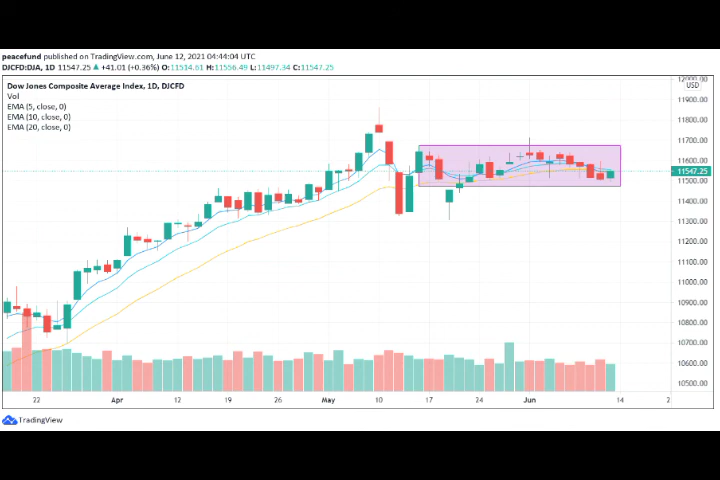 peacefund published on TradingView.com, June 12, 2021 04:44:04 UTC
DJCFD:DJA, 1D 11547.25 ▲ +41.01 (+0.36%) O:11514.61 H:11556.49 L:11497.34 C:11547.25
Dow Jones Composite Average Index, 1D, DJCFD
Vol
EMA (5, close, 0)
EMA (10, close, 0)
EMA (20, close, 0)
12000.00
USD
11900.00
11800.00
11700.00
11600.00
11547.25
11500.00
11400.00
11300.00
11200.00
11100.00
11000.00
10900.00
10800.00
10700.00
10600.00
10500.00
22 Apr 12 19 26 May 10 17 24 Jun 14 2
TradingView